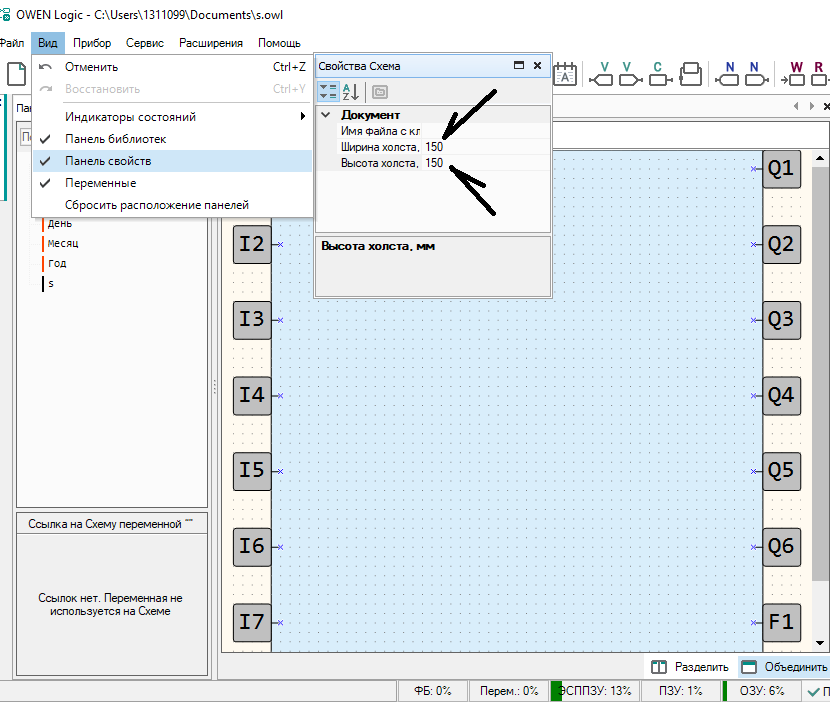 OWEN Logic - C:\Users\1311099\Documents\s.owl
Файл Вид Прибор Сервис Расширения Помощь
Отменить Ctrl+Z
Восстановить Ctrl+Y
Индикаторы состояний
Панель библиотек
Панель свойств
Переменные
Сбросить расположение панелей
Свойства Схема
A
Z
Документ
Имя Файла с кл
Ширина холста, 150
Высота холста, 150
Высота холста, мм
A
V V C N N W R
Пан
День
Месяц
Год
s
I2
I3
I4
I5
I6
I7
Q1
Q2
Q3
Q4
Q5
Q6
F1
Ссылка на Схему переменной ""
Ссылок нет. Переменная не
используется на Схеме
Разделить Объединить
ФБ: 0% Перем.: 0% ЭСППЗУ: 13% ПЗУ: 1% ОЗУ: 6% П